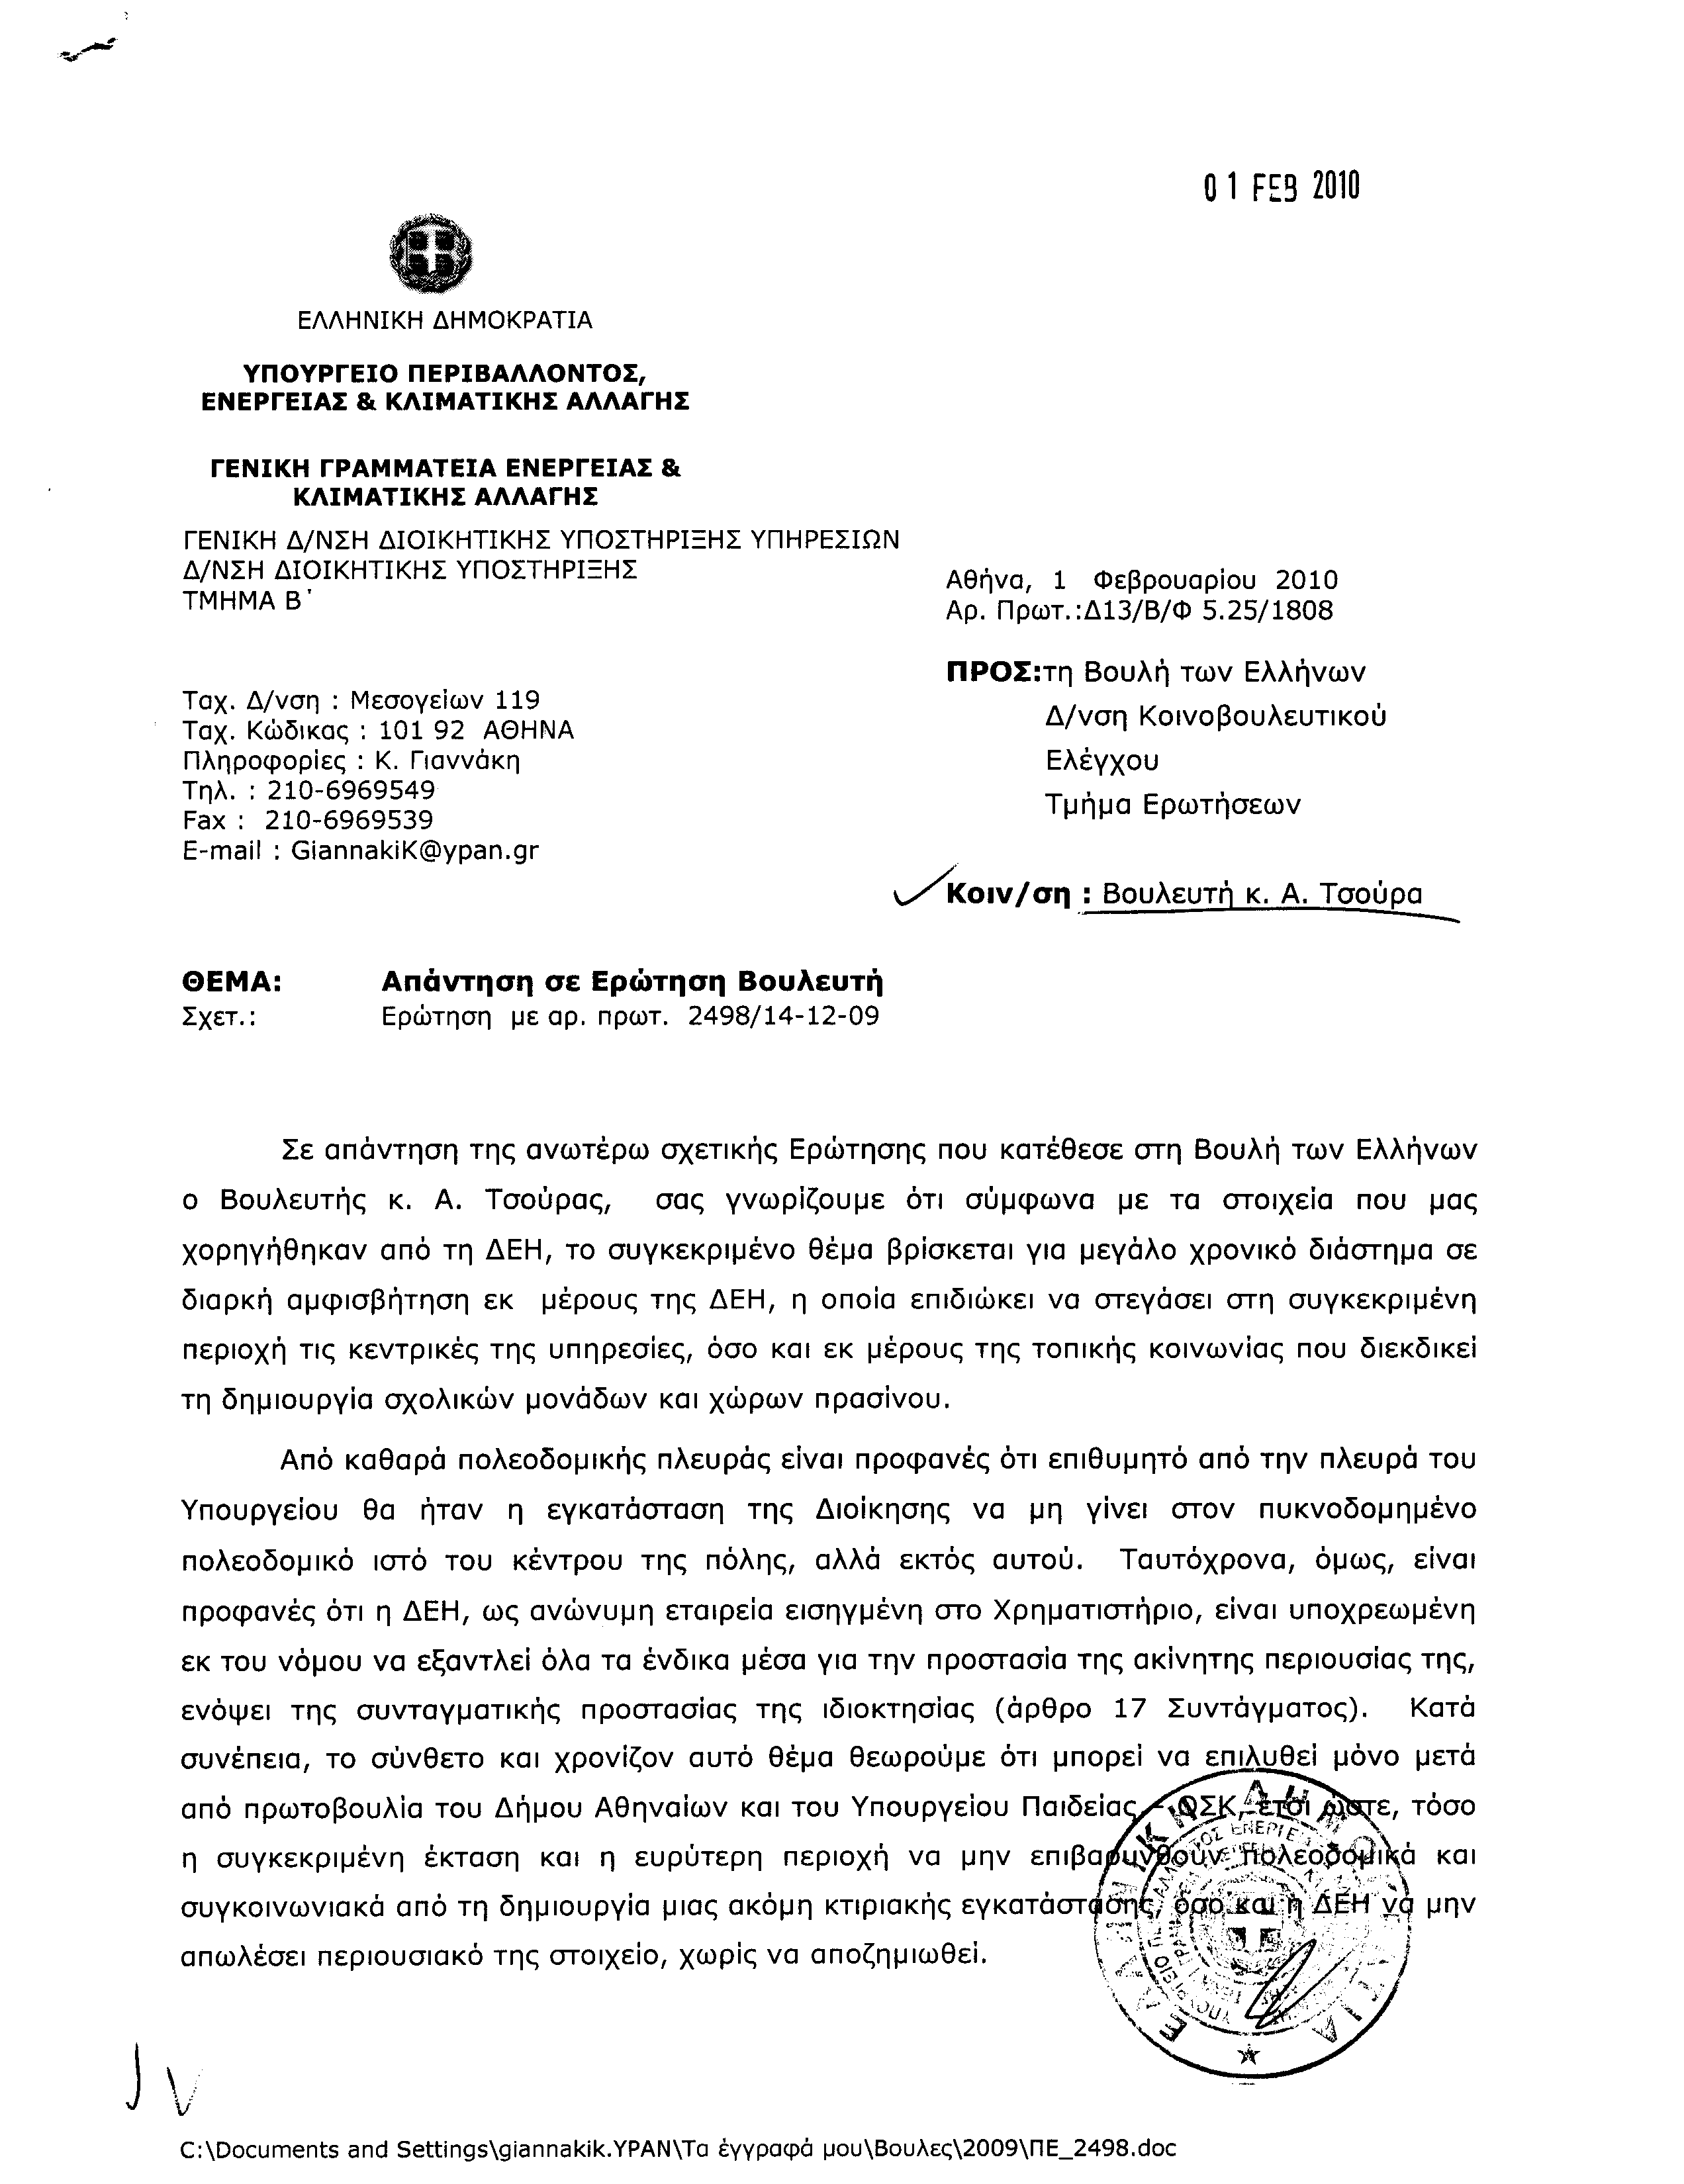 01 FEB 2010
ΕΛΛΗΝΙΚΗ ΔΗΜΟΚΡΑΤΙΑ
ΥΠΟΥΡΓΕΙΟ ΠΕΡΙΒΑΛΛΟΝΤΟΣ,
ΕΝΕΡΓΕΙΑΣ & ΚΛΙΜΑΤΙΚΗΣ ΑΛΛΑΓΗΣ
ΓΕΝΙΚΗ ΓΡΑΜΜΑΤΕΙΑ ΕΝΕΡΓΕΙΑΣ &
ΚΛΙΜΑΤΙΚΗΣ ΑΛΛΑΓΗΣ
ΓΕΝΙΚΗ Δ/ΝΣΗ ΔΙΟΙΚΗΤΙΚΗΣ ΥΠΟΣΤΗΡΙΞΗΣ ΥΠΗΡΕΣΙΩΝ
Δ/ΝΣΗ ΔΙΟΙΚΗΤΙΚΗΣ ΥΠΟΣΤΗΡΙΞΗΣ
ΤΜΗΜΑ Β΄
Αθήνα, 1 Φεβρουαρίου 2010
Αρ. Πρωτ.:Δ13/Β/Φ 5.25/1808
Ταχ. Δ/νση : Μεσογείων 119
Ταχ. Κώδικας : 101 92 ΑΘΗΝΑ
Πληροφορίες : Κ. Γιαννάκη
Τηλ. : 210-6969549
Fax : 210-6969539
E-mail : GiannakiK@ypan.gr
ΠΡΟΣ:τη Βουλή των Ελλήνων
Δ/νση Κοινοβουλευτικού
Ελέγχου
Τμήμα Ερωτήσεων
Κοιν/ση : Βουλευτή κ. Α. Τσούρα
ΘΕΜΑ: Απάντηση σε Ερώτηση Βουλευτή
Σχετ.: Ερώτηση με αρ. πρωτ. 2498/14-12-09
Σε απάντηση της ανωτέρω σχετικής Ερώτησης που κατέθεσε στη Βουλή των Ελλήνων
ο Βουλευτής κ. Α. Τσούρας, σας γνωρίζουμε ότι σύμφωνα με τα στοιχεία που μας
χορηγήθηκαν από τη ΔΕΗ, το συγκεκριμένο θέμα βρίσκεται για μεγάλο χρονικό διάστημα σε
διαρκή αμφισβήτηση εκ μέρους της ΔΕΗ, η οποία επιδιώκει να στεγάσει στη συγκεκριμένη
περιοχή τις κεντρικές της υπηρεσίες, όσο και εκ μέρους της τοπικής κοινωνίας που διεκδικεί
τη δημιουργία σχολικών μονάδων και χώρων πρασίνου.
Από καθαρά πολεοδομικής πλευράς είναι προφανές ότι επιθυμητό από την πλευρά του
Υπουργείου θα ήταν η εγκατάσταση της Διοίκησης να μη γίνει στον πυκνοδομημένο
πολεοδομικό ιστό του κέντρου της πόλης, αλλά εκτός αυτού. Ταυτόχρονα, όμως, είναι
προφανές ότι η ΔΕΗ, ως ανώνυμη εταιρεία εισηγμένη στο Χρηματιστήριο, είναι υποχρεωμένη
εκ του νόμου να εξαντλεί όλα τα ένδικα μέσα για την προστασία της ακίνητης περιουσίας της,
ενόψει της συνταγματικής προστασίας της ιδιοκτησίας (άρθρο 17 Συντάγματος). Κατά
συνέπεια, το σύνθετο και χρονίζον αυτό θέμα θεωρούμε ότι μπορεί να επιλυθεί μόνο μετά
από πρωτοβουλία του Δήμου Αθηναίων και του Υπουργείου Παιδείας - ΟΣΚ, έτσι ώστε, τόσο
η συγκεκριμένη έκταση και η ευρύτερη περιοχή να μην επιβαρυνθούν πολεοδομικά και
συγκοινωνιακά από τη δημιουργία μιας ακόμη κτιριακής εγκατάστασης, όσο και η ΔΕΗ να μην
απωλέσει περιουσιακό της στοιχείο, χωρίς να αποζημιωθεί.
C:\Documents and Settings\giannakik.YPAN\Τα έγγραφά μου\Βουλες\2009\ΠΕ_2498.doc